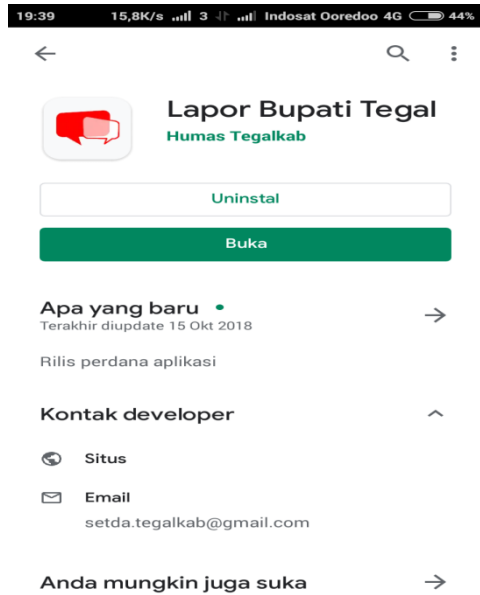 19:39 15,8K/s 3 Indosat Ooredoo 4G 44%
Lapor Bupati Tegal
Humas Tegalkab
Uninstal
Buka
Apa yang baru
Terakhir diupdate 15 Okt 2018
Rilis perdana aplikasi
Kontak developer
Situs
Email
setda.tegalkab@gmail.com
Anda mungkin juga suka